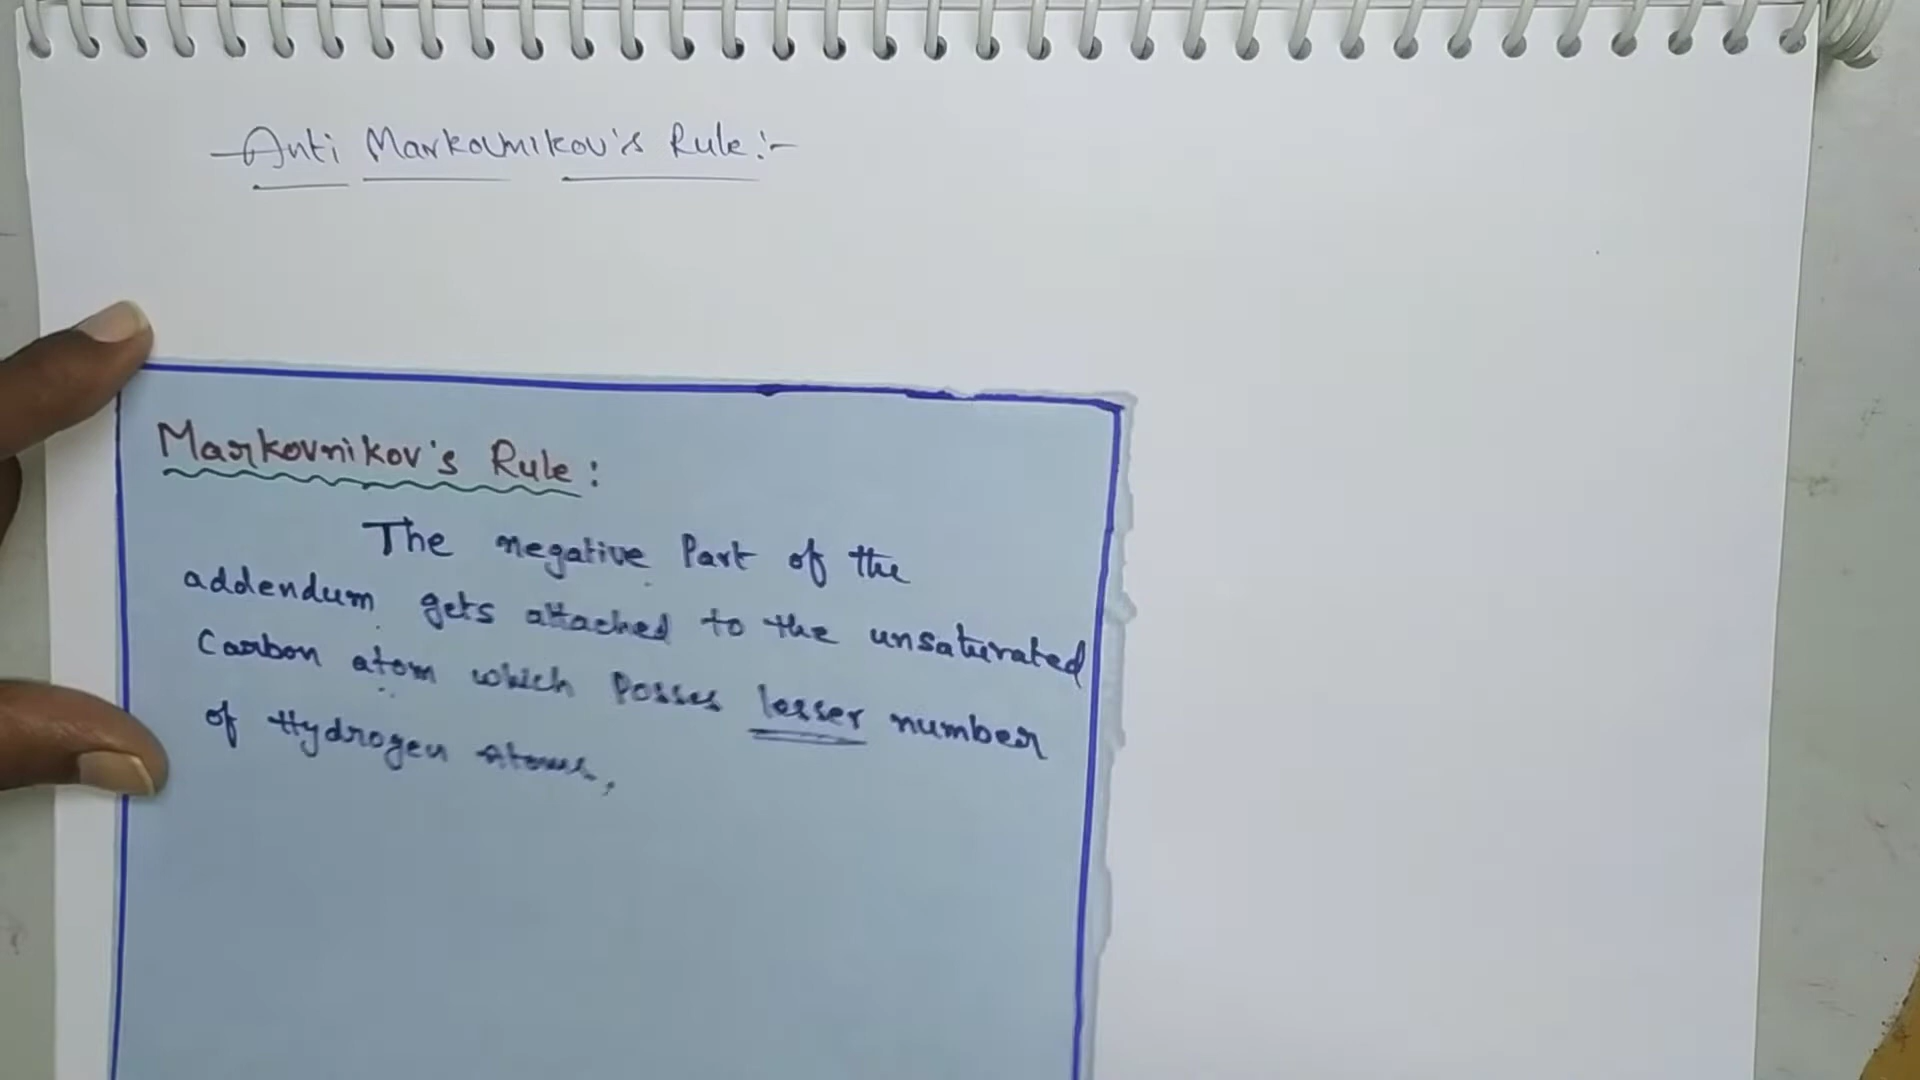 Anti Markovnikov's Rule:-
Markovnikov's Rule:
The negative Part of the
addendum gets attached to the unsaturated
Carbon atom which Posses lesser number
of Hydrogen atoms.